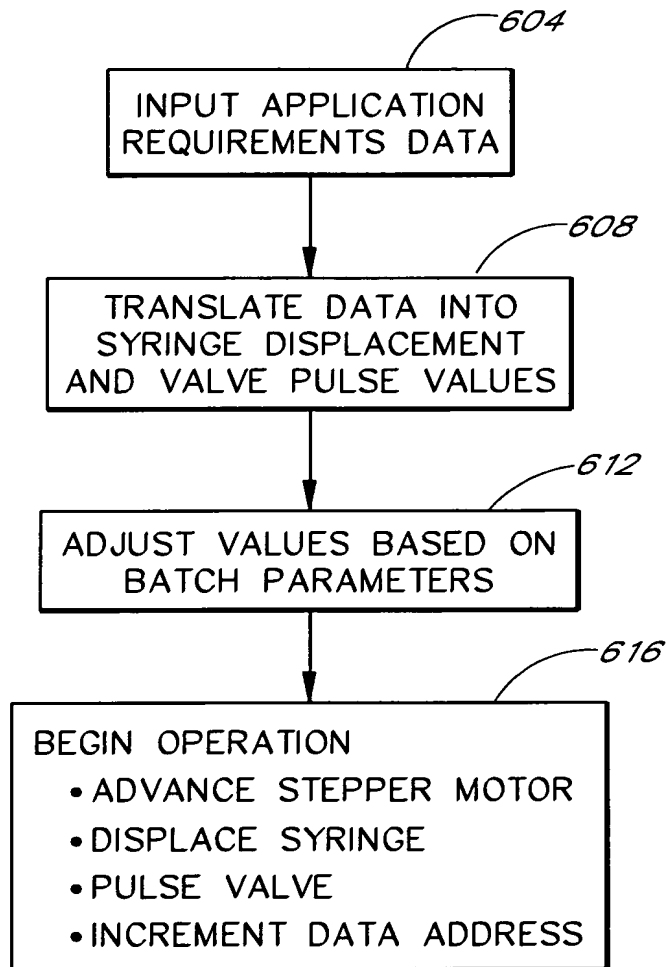 604
INPUT APPLICATION
REQUIREMENTS DATA
608
TRANSLATE DATA INTO
SYRINGE DISPLACEMENT
AND VALVE PULSE VALUES
612
ADJUST VALUES BASED ON
BATCH PARAMETERS
616
BEGIN OPERATION
• ADVANCE STEPPER MOTOR
• DISPLACE SYRINGE
• PULSE VALVE
• INCREMENT DATA ADDRESS